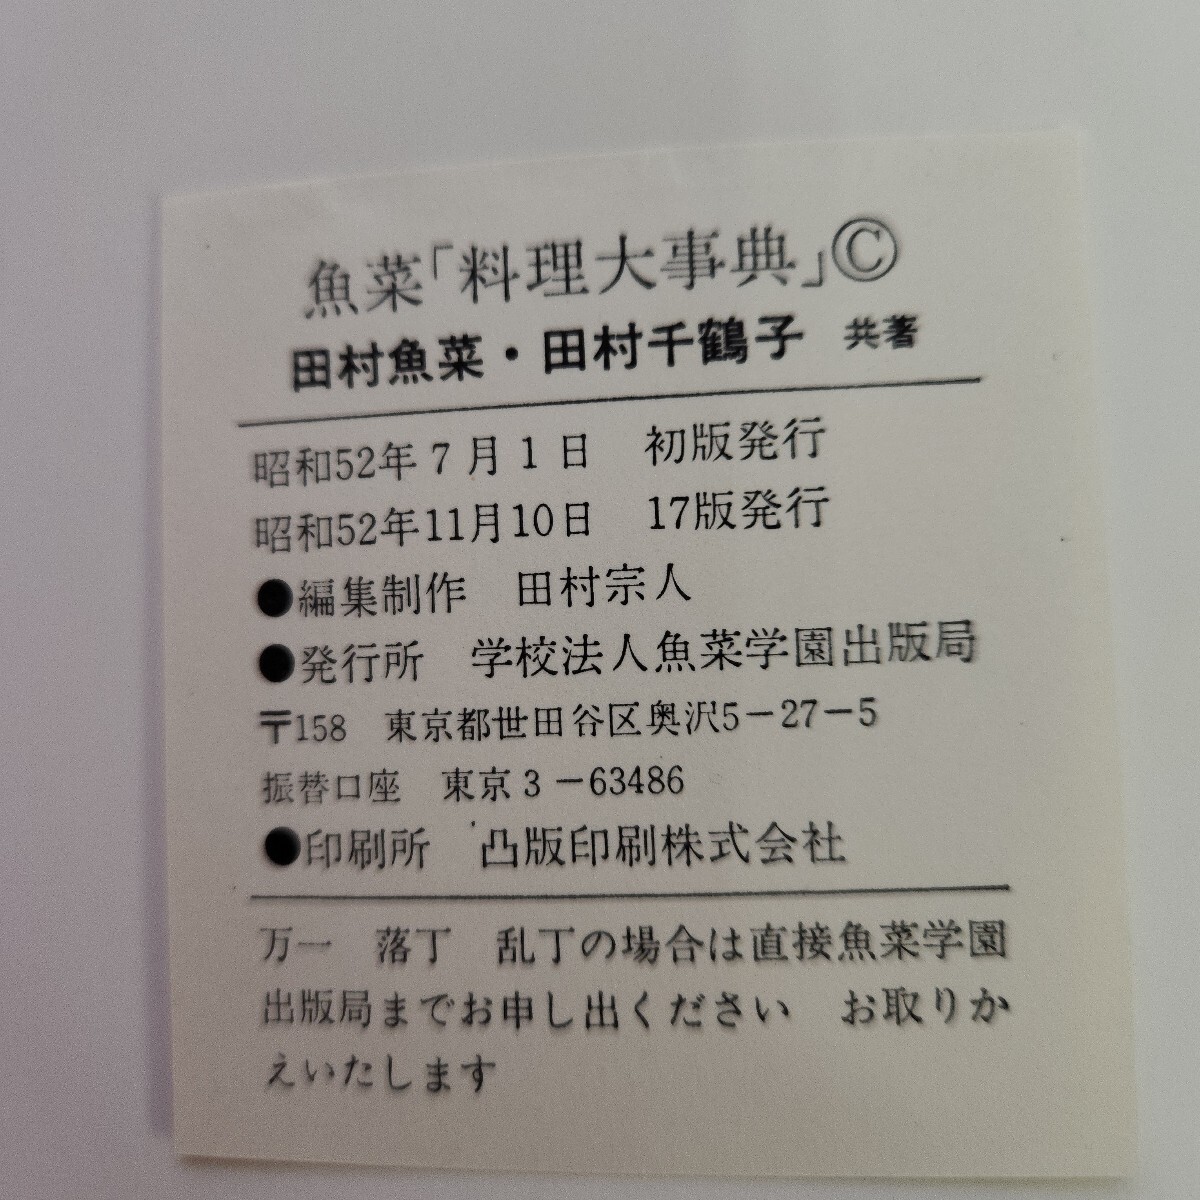 魚菜「料理大事典」©
田村魚菜・田村千鶴子 共著
昭和52年7月1日 初版発行
昭和52年11月10日 17版発行
●編集制作 田村宗人
●発行所 学校法人魚菜学園出版局
〒158 東京都世田谷区奥沢5－27－5
振替口座 東京3－63486
●印刷所 凸版印刷株式会社
万一 落丁 乱丁の場合は直接魚菜学園
出版局までお申し出ください お取りか
えいたします